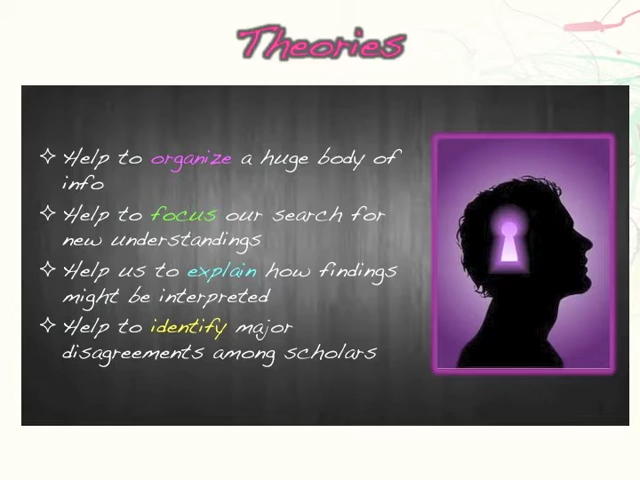 Theories
Help to organize a huge body of
info
Help to focus our search for
new understandings
Help us to explain how findings
might be interpreted
Help to identify major
disagreements among scholars